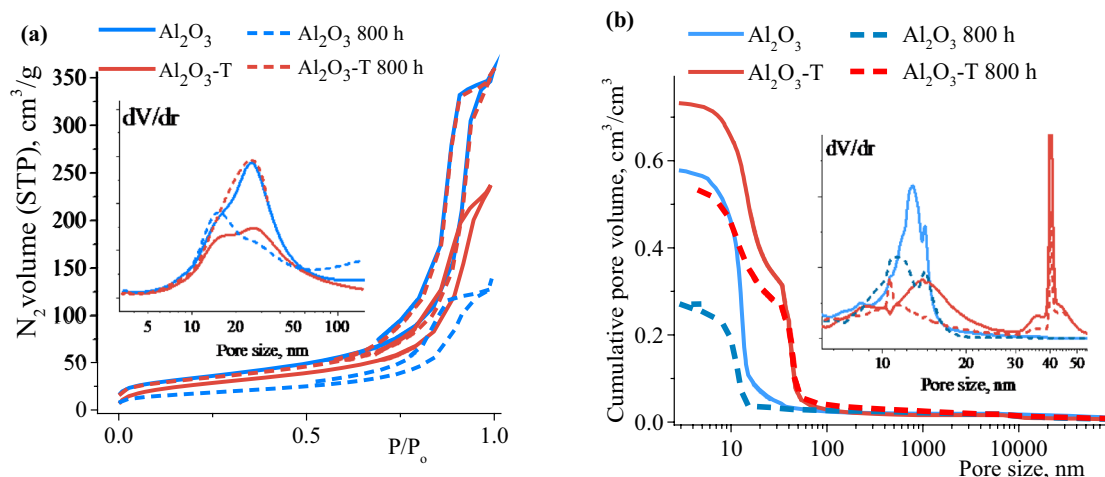 (a)
Al₂O₃ Al₂O₃ 800 h
Al₂O₃-T Al₂O₃-T 800 h
N₂ volume (STP), cm³/g
350
300
250
200
150
100
50
0
0.0 0.5 1.0
P/Pₒ
dV/dr
5 10 20 50 100
Pore size, nm
(b)
Al₂O₃ Al₂O₃ 800 h
Al₂O₃-T Al₂O₃-T 800 h
Cumulative pore volume, cm³/cm³
0.6
0.4
0.2
0.0
10 100 1000 10000
Pore size, nm
dV/dr
10 20 30 40 50
Pore size, nm